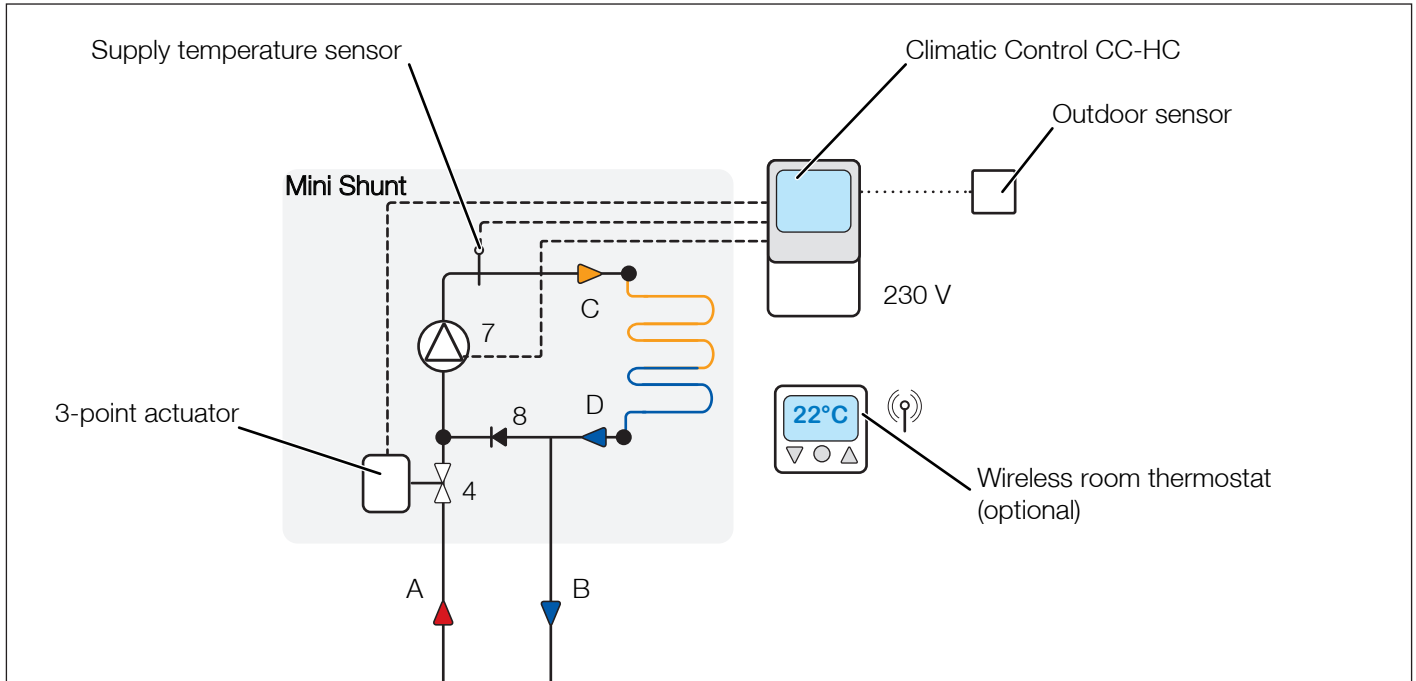 Supply temperature sensor
Climatic Control CC-HC
Outdoor sensor
Mini Shunt
C
230 V
7
3-point actuator
8
D
22°C
4
Wireless room thermostat
(optional)
A
B